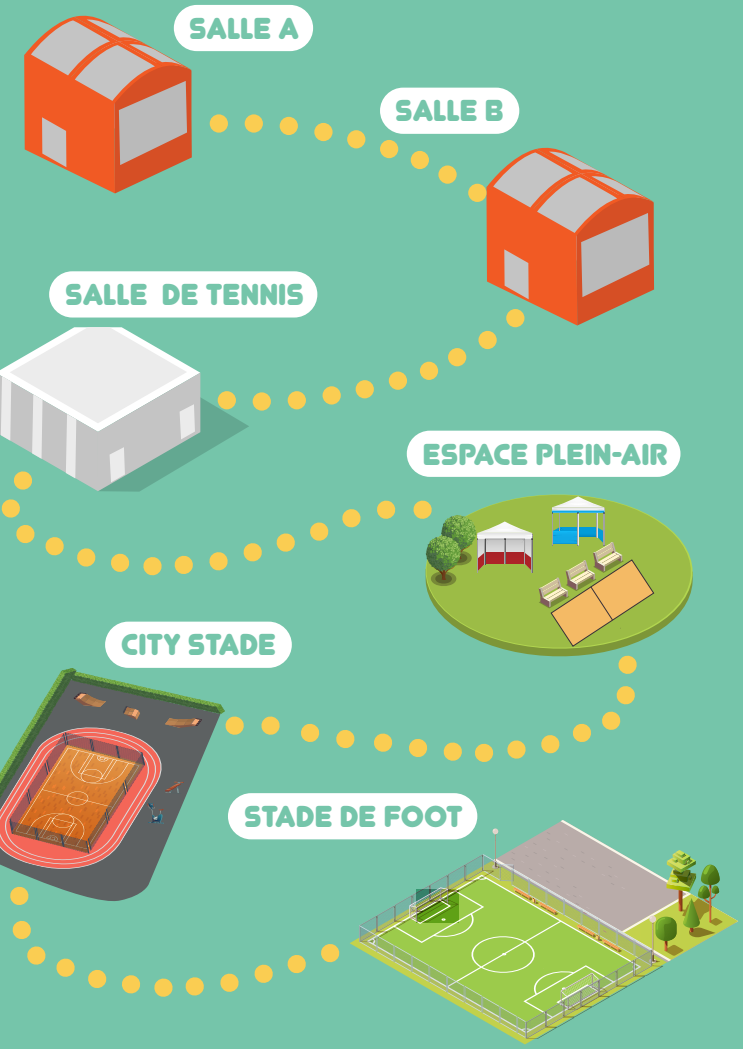 SALLE A
SALLE B
SALLE DE TENNIS
ESPACE PLEIN-AIR
CITY STADE
STADE DE FOOT